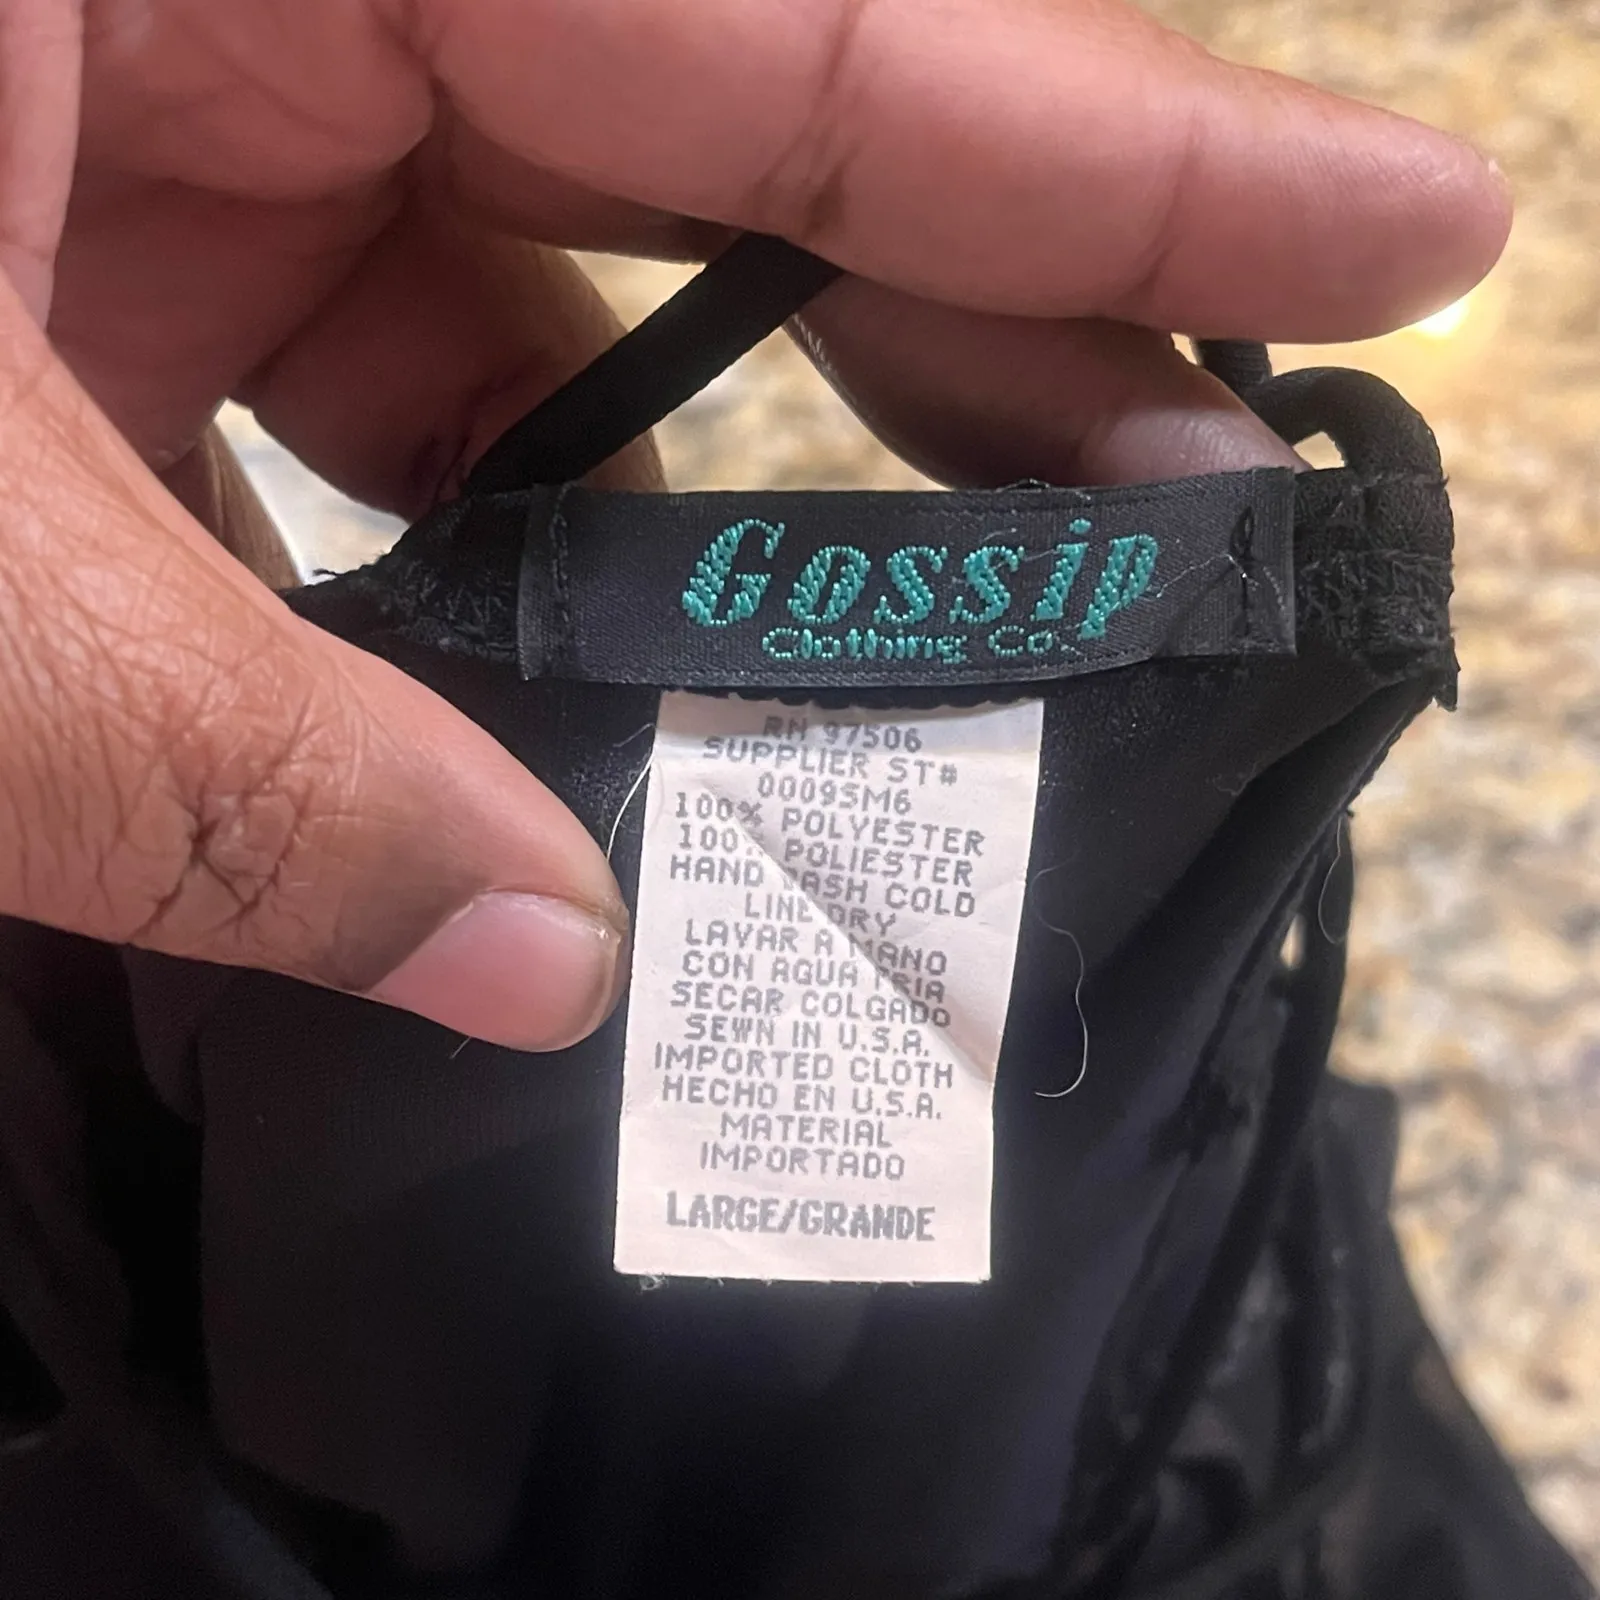 Gossip
Clothing Co.
RN 97506
SUPPLIER ST#
0009SM6
100% POLYESTER
100% POLIESTER
HAND WASH COLD
LINE DRY
LAVAR A MANO
CON AGUA FRIA
SECAR COLGADO
SEWN IN U.S.A.
IMPORTED CLOTH
HECHO EN U.S.A.
MATERIAL
IMPORTADO
LARGE/GRANDE